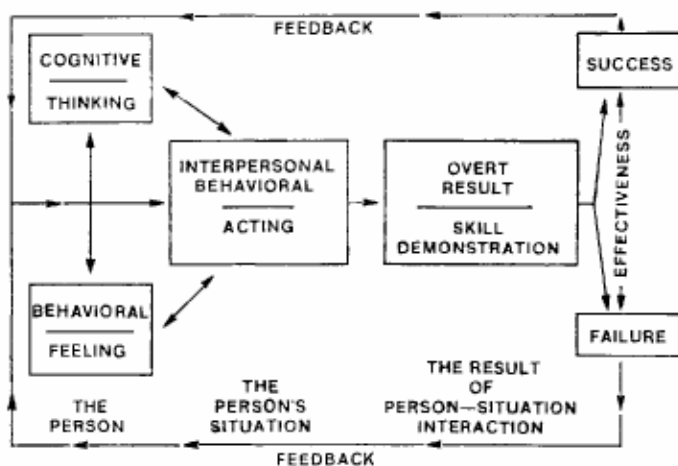 FEEDBACK
COGNITIVE
THINKING
SUCCESS
INTERPERSONAL
BEHAVIORAL
ACTING
OVERT
RESULT
SKILL
DEMONSTRATION
EFFECTIVENESS
BEHAVIORAL
FEELING
FAILURE
THE
PERSON
THE
PERSON'S
SITUATION
THE RESULT
OF
PERSON—SITUATION
INTERACTION
FEEDBACK